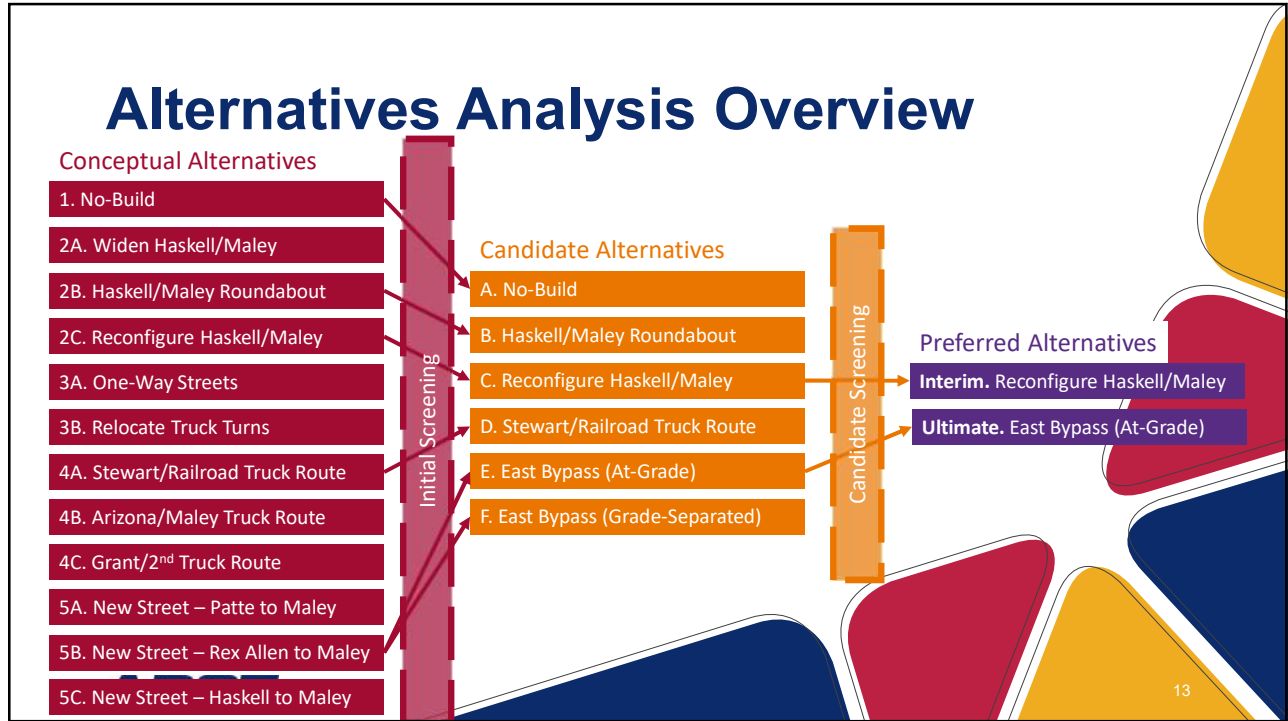 Alternatives Analysis Overview
Conceptual Alternatives
1. No-Build
2A. Widen Haskell/Maley
2B. Haskell/Maley Roundabout
2C. Reconfigure Haskell/Maley
3A. One-Way Streets
3B. Relocate Truck Turns
4A. Stewart/Railroad Truck Route
4B. Arizona/Maley Truck Route
4C. Grant/2nd Truck Route
5A. New Street – Patte to Maley
5B. New Street – Rex Allen to Maley
5C. New Street – Haskell to Maley
Initial Screening
Candidate Alternatives
A. No-Build
B. Haskell/Maley Roundabout
C. Reconfigure Haskell/Maley
D. Stewart/Railroad Truck Route
E. East Bypass (At-Grade)
F. East Bypass (Grade-Separated)
Candidate Screening
Preferred Alternatives
Interim. Reconfigure Haskell/Maley
Ultimate. East Bypass (At-Grade)
13